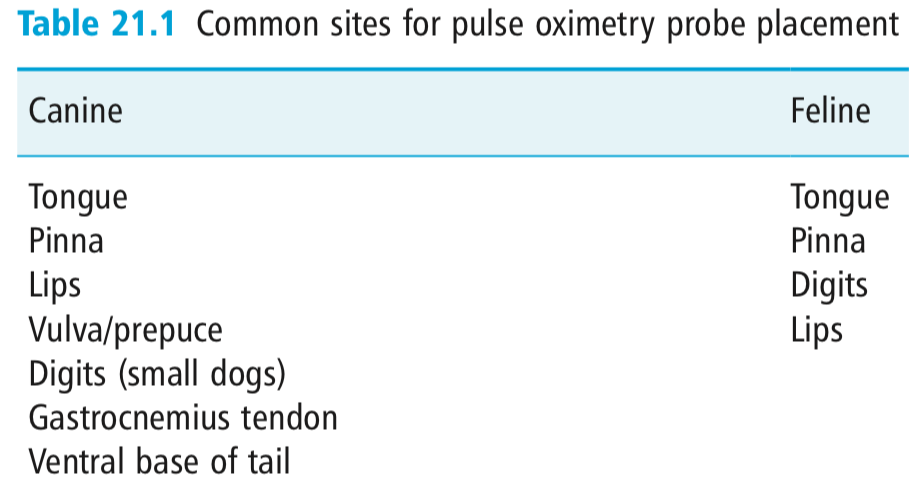 Table 21.1 Common sites for pulse oximetry probe placement
Canine Feline
Tongue Tongue
Pinna Pinna
Lips Digits
Vulva/prepuce Lips
Digits (small dogs)
Gastrocnemius tendon
Ventral base of tail